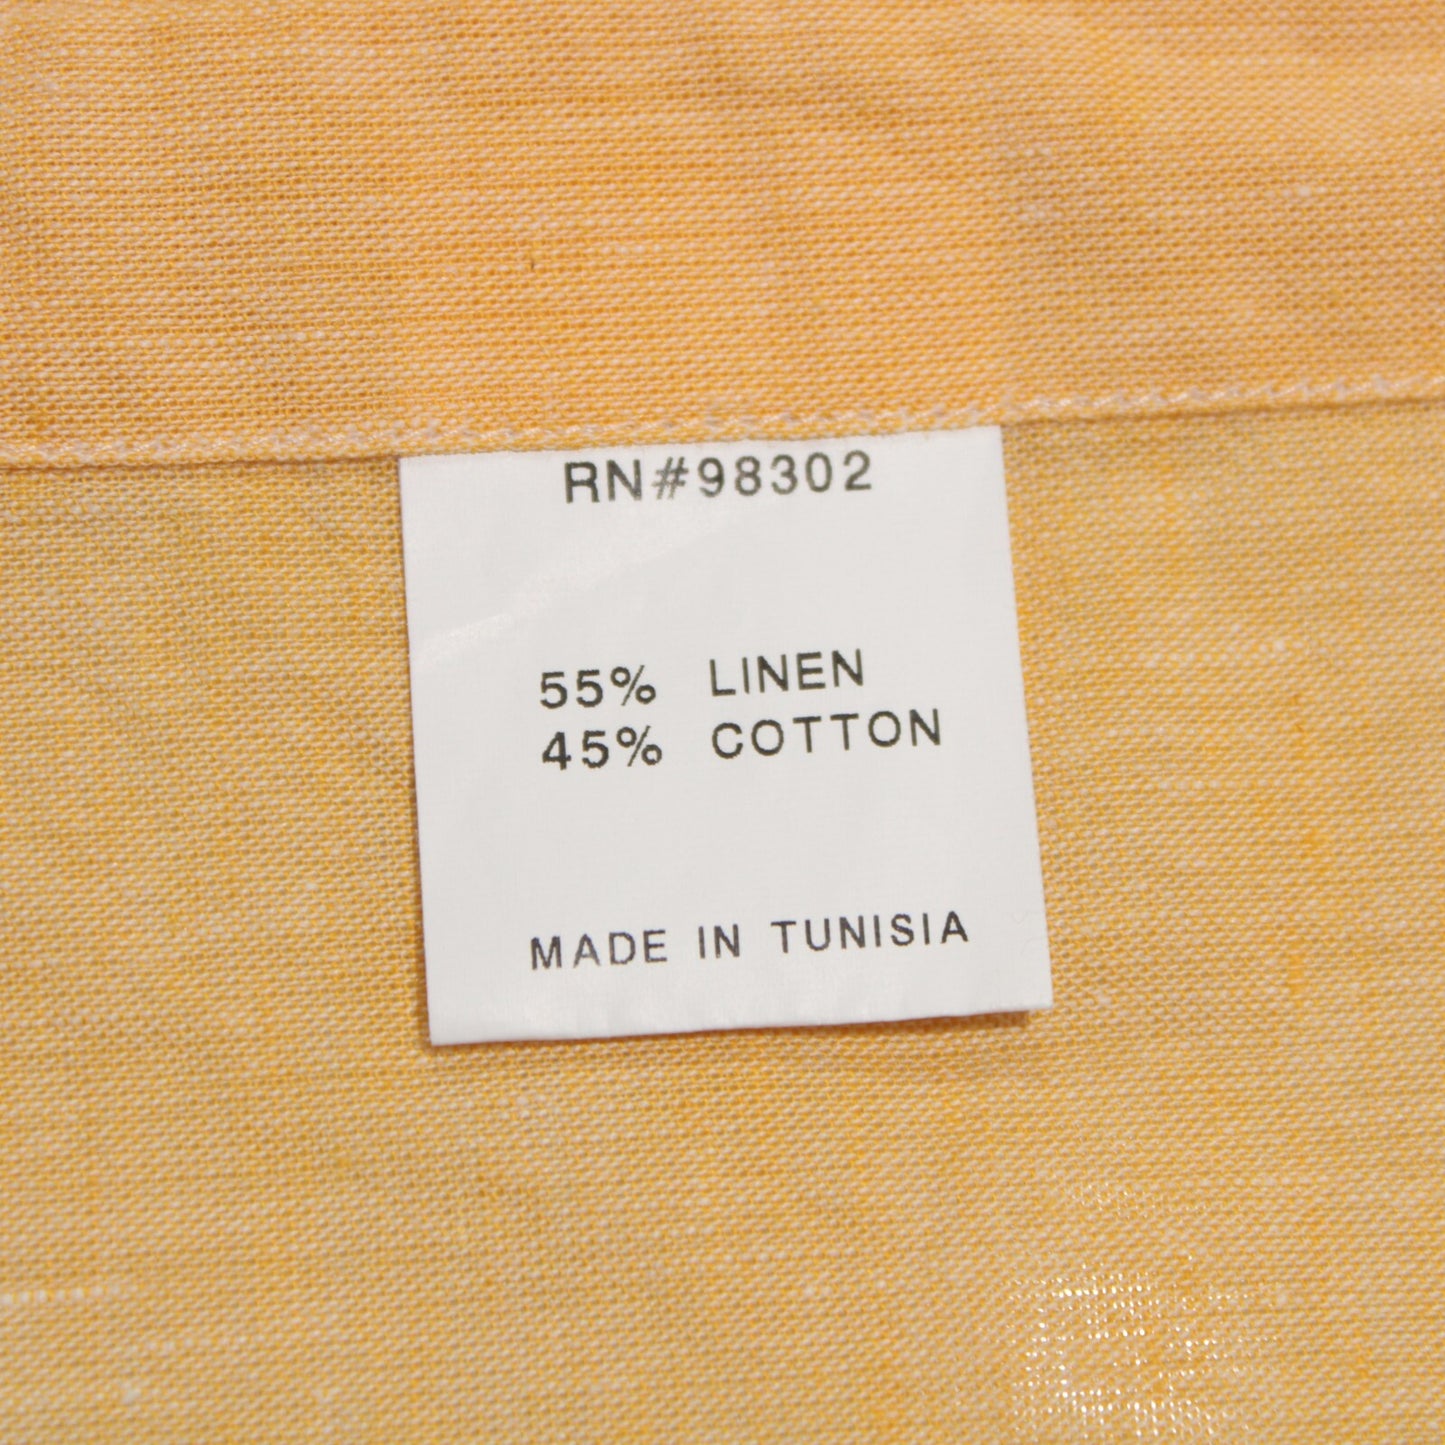 RN#98302
55% LINEN
45% COTTON
MADE IN TUNISIA